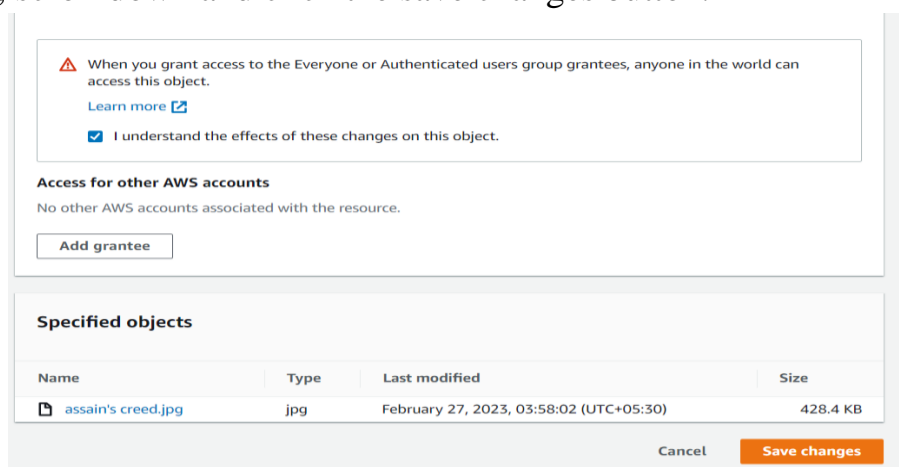 When you grant access to the Everyone or Authenticated users group grantees, anyone in the world can
access this object.
Learn more
I understand the effects of these changes on this object.
Access for other AWS accounts
No other AWS accounts associated with the resource.
Add grantee
Specified objects
Name Type Last modified Size
assain's creed.jpg jpg February 27, 2023, 03:58:02 (UTC+05:30) 428.4 KB
Cancel Save changes